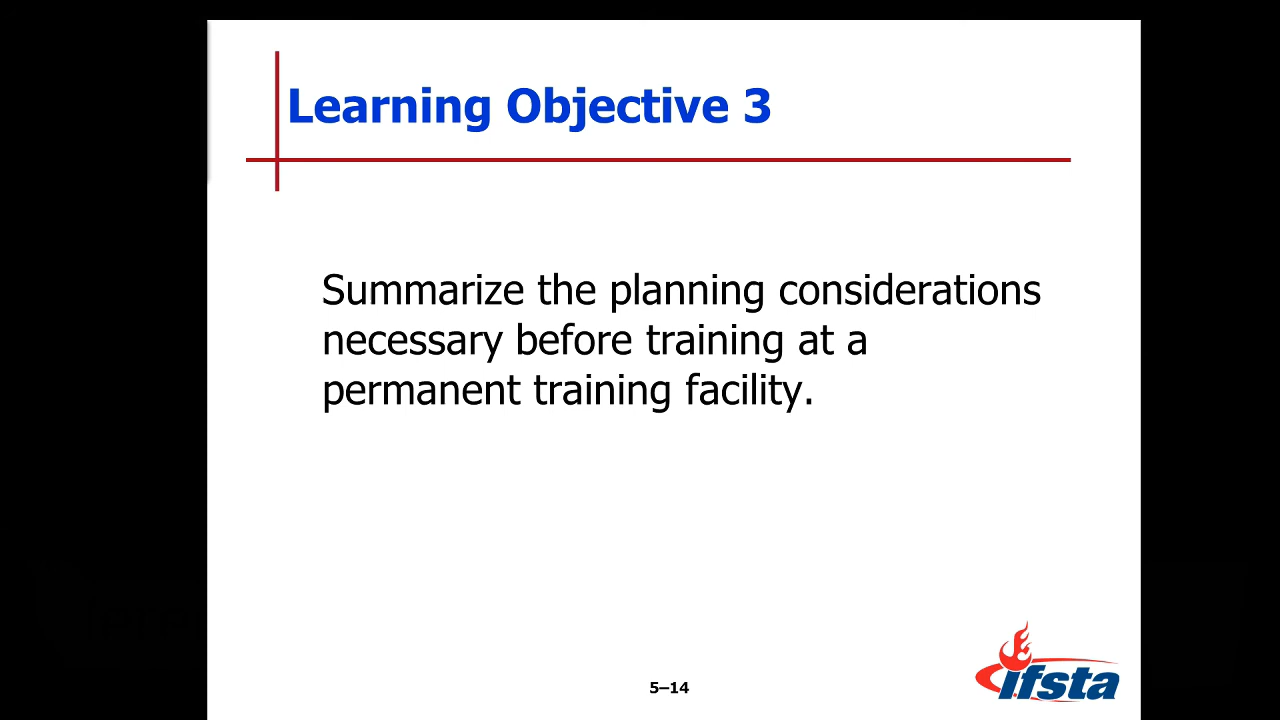 Learning Objective 3
Summarize the planning considerations
necessary before training at a
permanent training facility.
5–14
ifsta